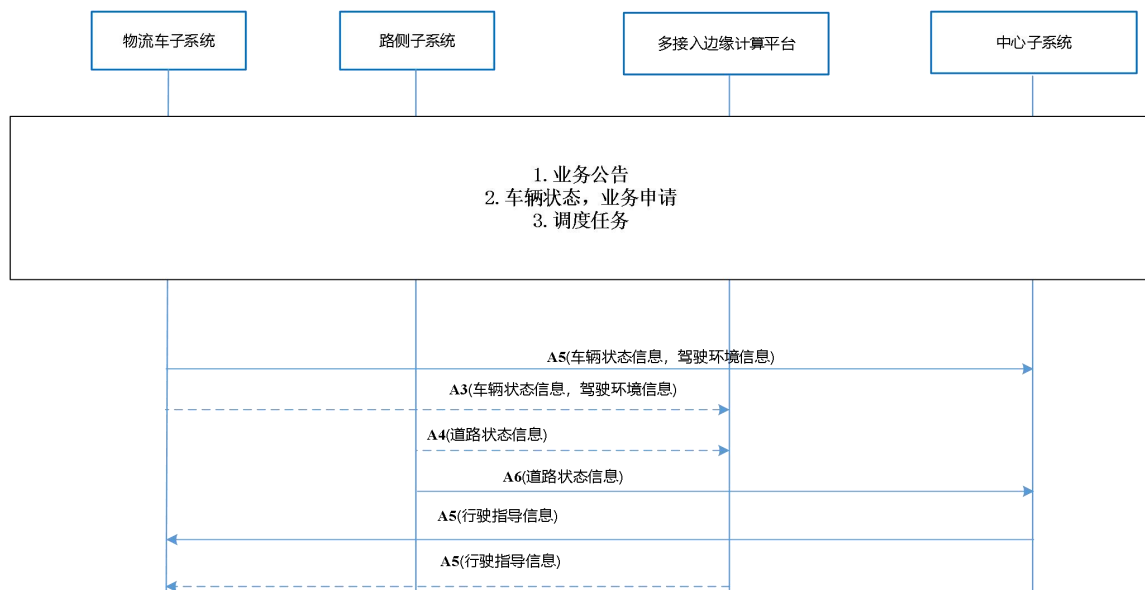 物流车子系统
路侧子系统
多接入边缘计算平台
中心子系统
1.业务公告
2.车辆状态，业务申请
3.调度任务
A5(车辆状态信息，驾驶环境信息)
A3(车辆状态信息，驾驶环境信息)
A4(道路状态信息)
A6(道路状态信息)
A5(行驶指导信息)
A5(行驶指导信息)